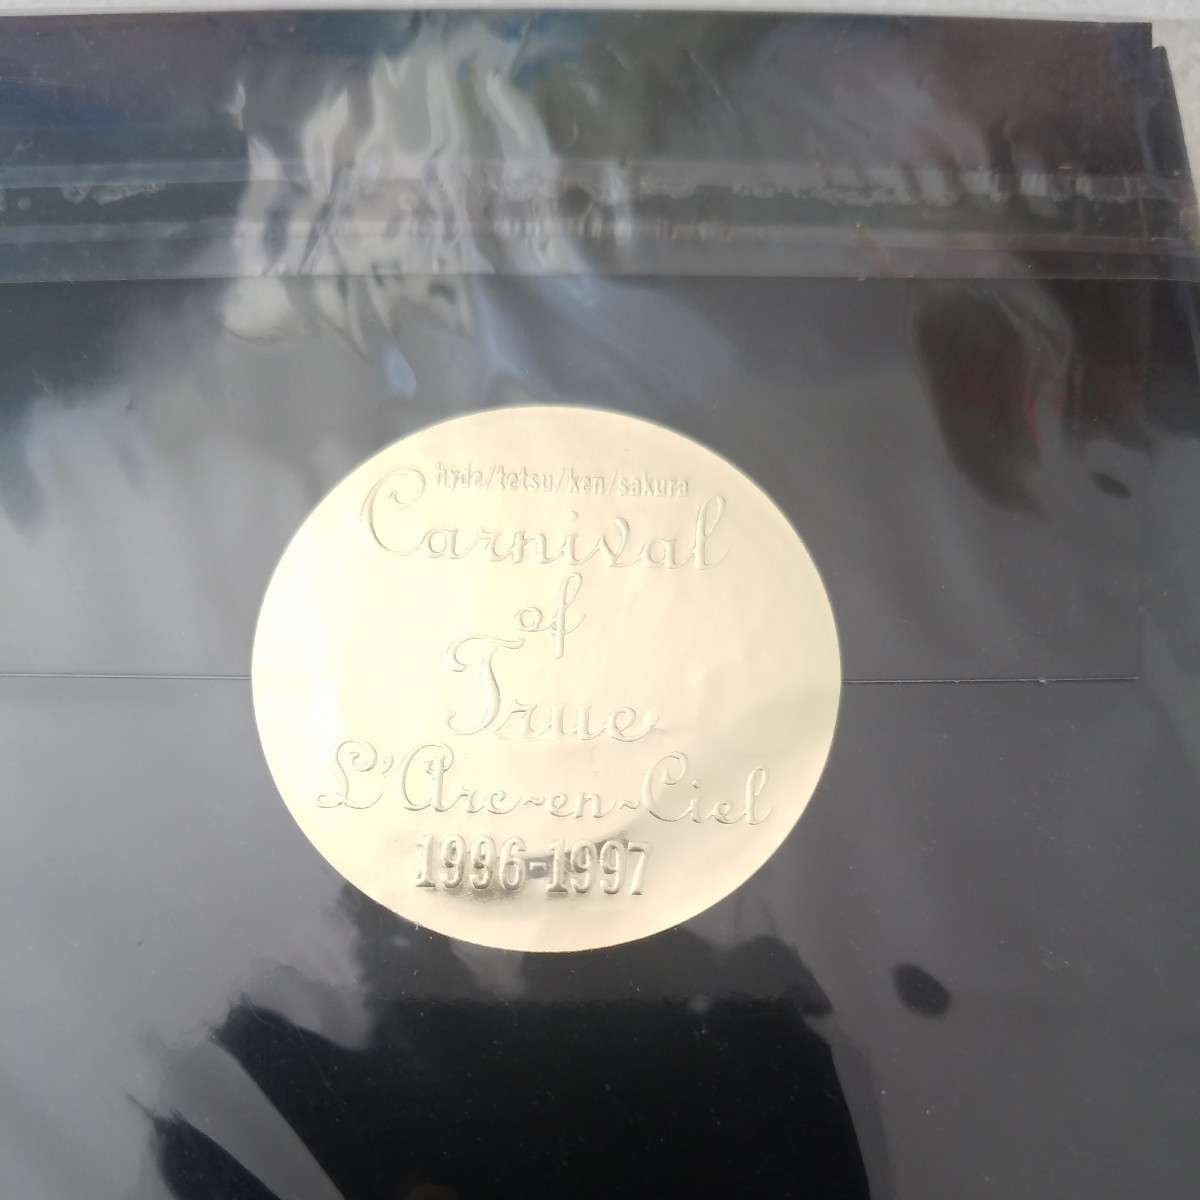 hyde/tetsu/ken/sakura
Carnival
of
True
L'Arc~en~Ciel
1996-1997